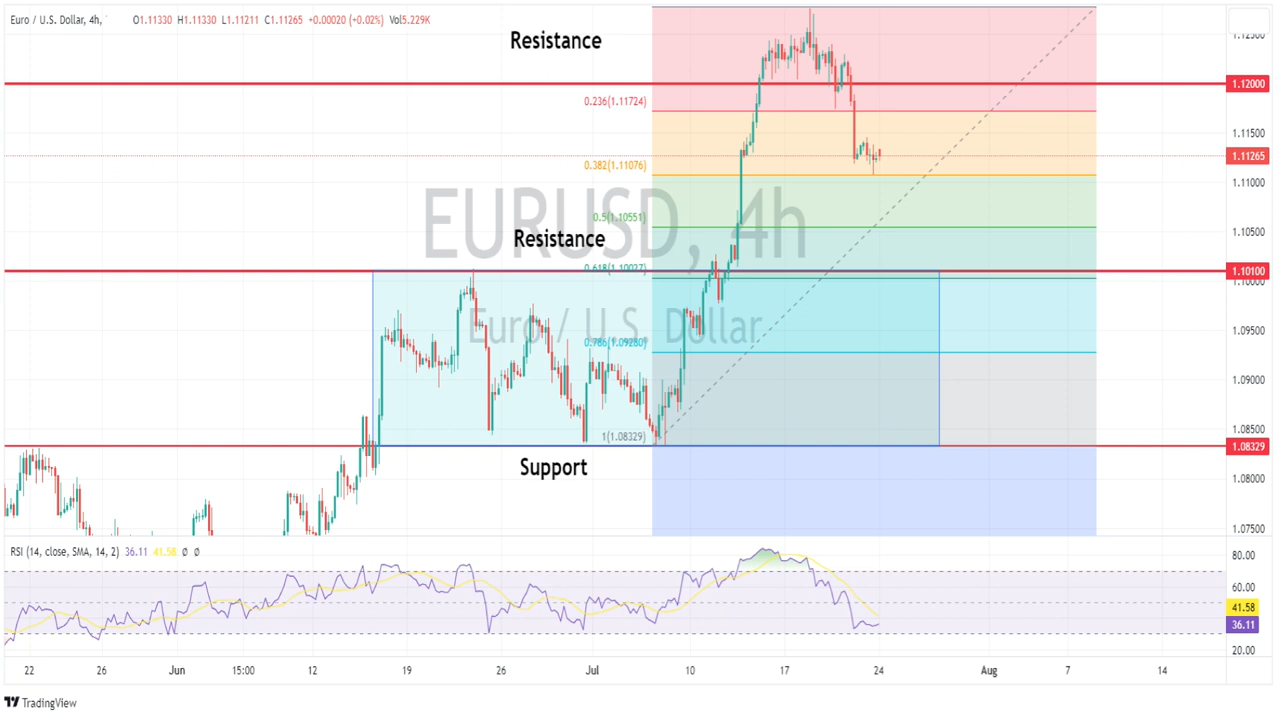 Euro / U.S. Dollar, 4h, O1.11330 H1.11330 L1.11211 C1.11265 +0.00020 (+0.02%) Vol5.229K
1.12500
Resistance
1.12000
0.236(1.11724)
1.11500
1.11265
0.382(1.11076)
1.11000
EURUSD, 4h
0.5(1.10551)
1.10500
Resistance
0.618(1.10027)
1.10100
1.10000
Euro / U.S. Dollar
1.09500
0.786(1.09280)
1.09000
1.08500
1(1.08329)
1.08329
Support
1.08000
1.07500
RSI (14, close, SMA, 14, 2) 36.11 41.58 Ø Ø
80.00
60.00
41.58
36.11
20.00
22 26 Jun 15:00 12 19 26 Jul 10 17 24 Aug 7 14
TradingView